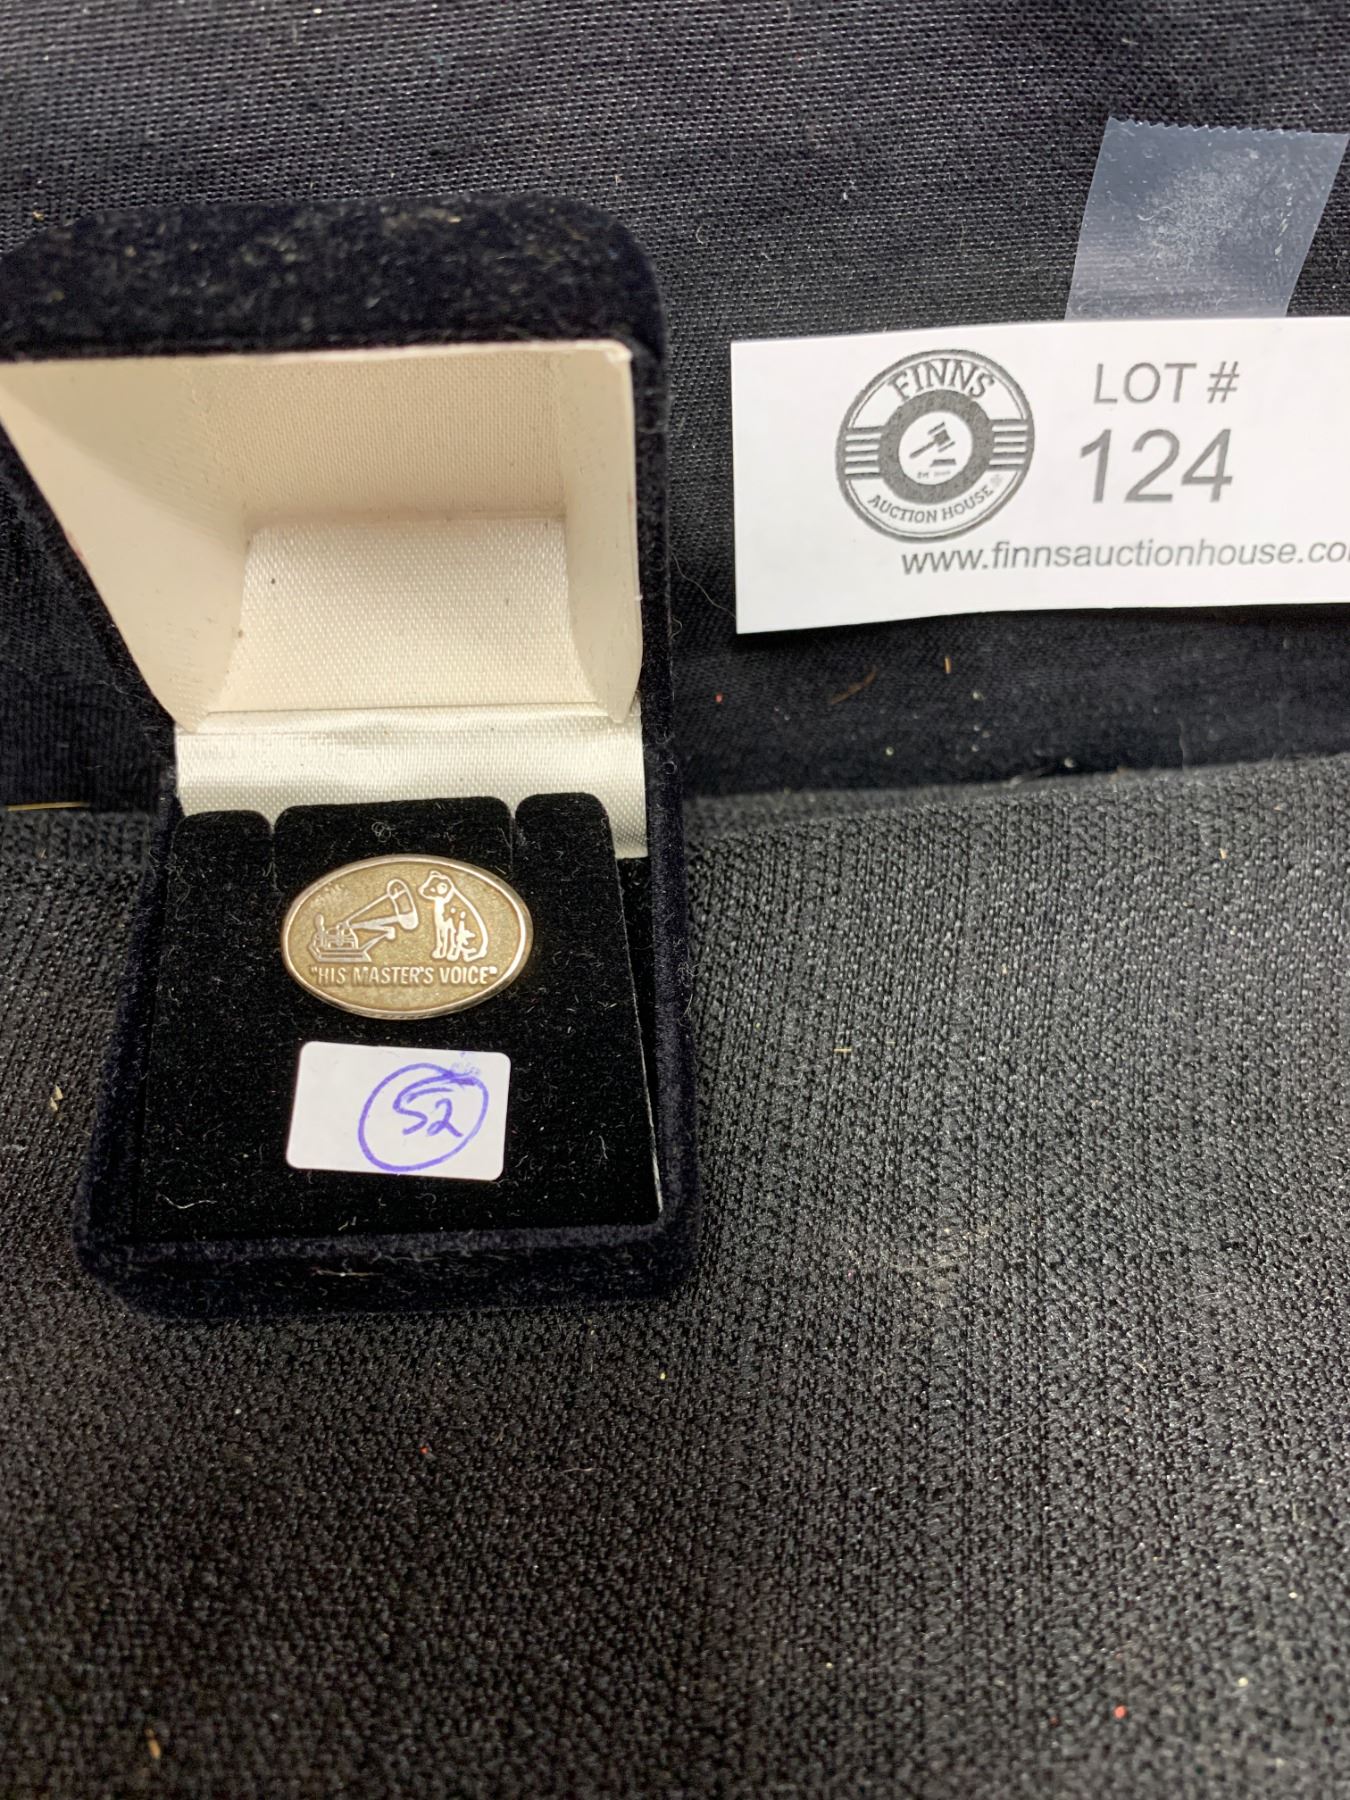 FINNS
AUCTION HOUSE
LOT #
124
www.finnsauctionhouse.co
"HIS MASTER'S VOICE"
52